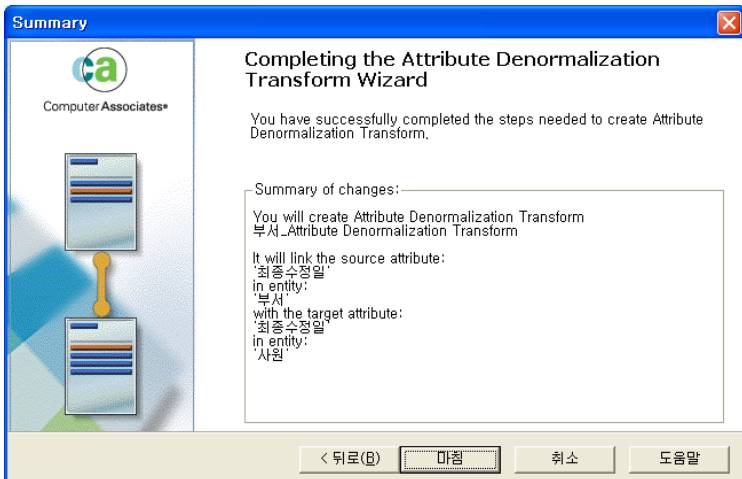 Summary
ca
Computer Associates®
Completing the Attribute Denormalization
Transform Wizard
You have successfully completed the steps needed to create Attribute
Denormalization Transform.
Summary of changes:
You will create Attribute Denormalization Transform
부서_Attribute Denormalization Transform
It will link the source attribute:
'최종수정일'
in entity:
'부서'
with the target attribute:
'최종수정일'
in entity:
'사원'
< 뒤로(B)
마침
취소
도움말